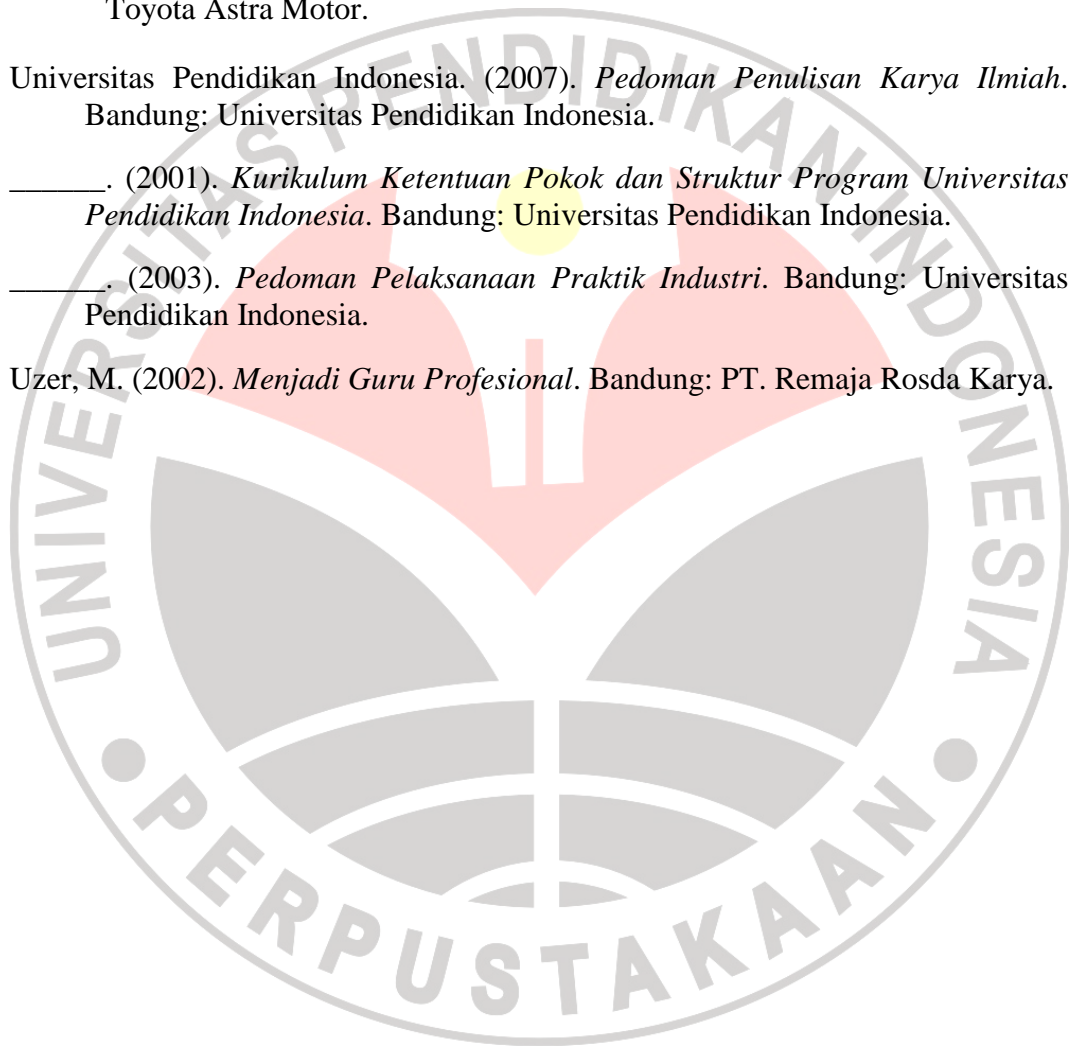 Toyota Astra Motor.
Universitas Pendidikan Indonesia. (2007). Pedoman Penulisan Karya Ilmiah.
Bandung: Universitas Pendidikan Indonesia.
______. (2001). Kurikulum Ketentuan Pokok dan Struktur Program Universitas
Pendidikan Indonesia. Bandung: Universitas Pendidikan Indonesia.
______. (2003). Pedoman Pelaksanaan Praktik Industri. Bandung: Universitas
Pendidikan Indonesia.
Uzer, M. (2002). Menjadi Guru Profesional. Bandung: PT. Remaja Rosda Karya.
UNIVERSITAS PENDIDIKAN INDONESIA
PERPUSTAKAAN